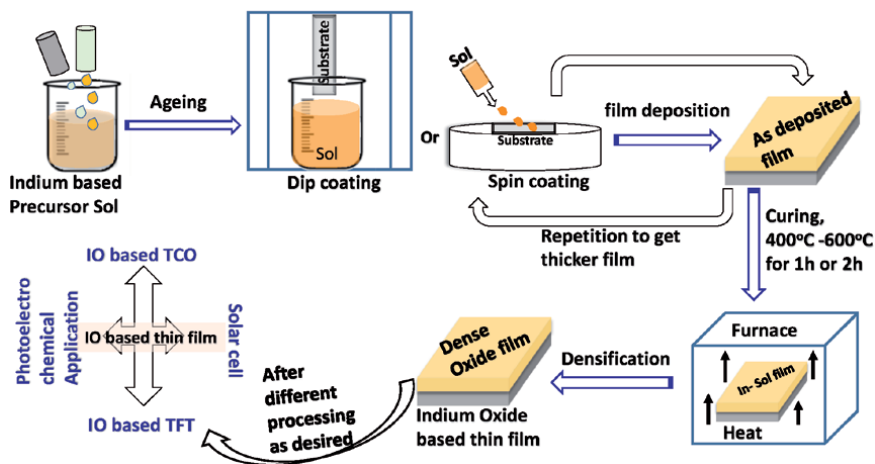 Indium based
Precursor Sol
Ageing
Substrate
Sol
Dip coating
Or
Sol
Substrate
Spin coating
film deposition
As deposited
film
Repetition to get
thicker film
Curing,
400°C -600°C
for 1h or 2h
Furnace
In- Sol film
Heat
Densification
Dense
Oxide film
Indium Oxide
based thin film
After
different
processing
as desired
IO based TCO
Photoelectro
chemical
Application
IO based thin film
Solar cell
IO based TFT